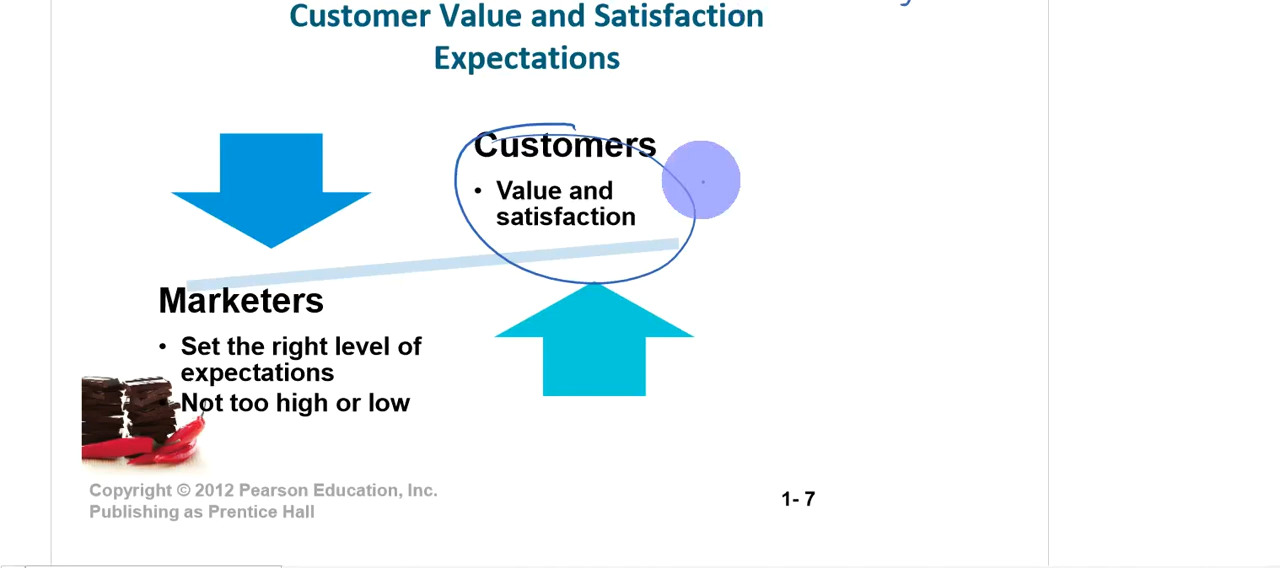 Customer Value and Satisfaction
Expectations
Customers
• Value and
satisfaction
Marketers
• Set the right level of
expectations
Not too high or low
Copyright © 2012 Pearson Education, Inc.
Publishing as Prentice Hall
1- 7